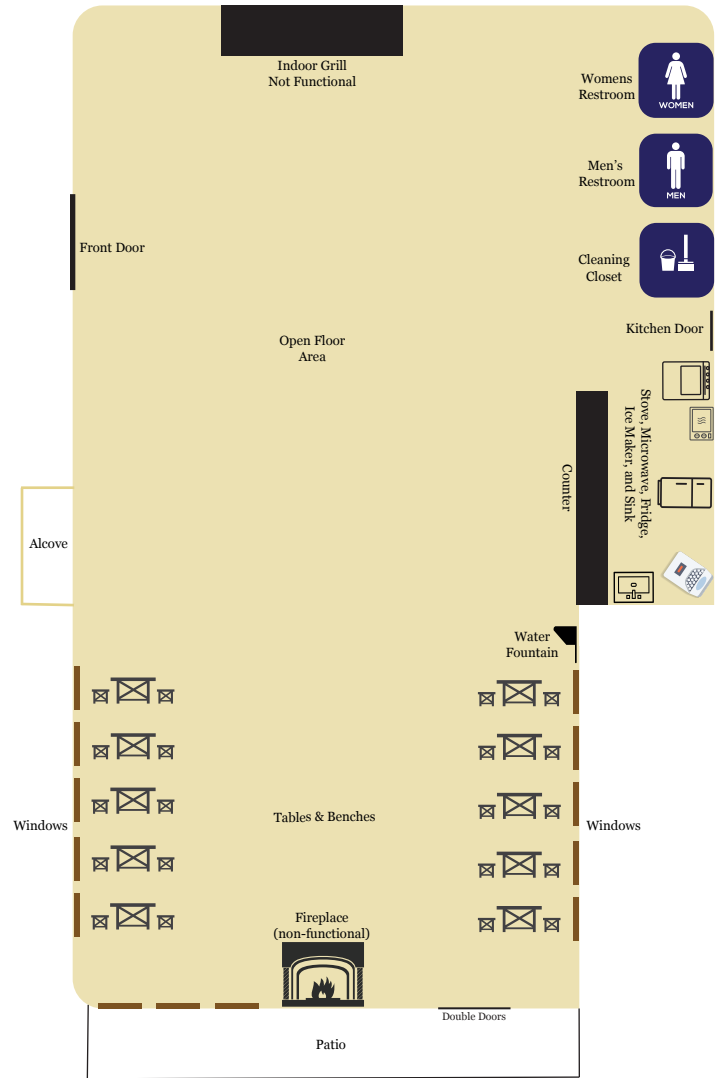 Indoor Grill
Not Functional
Womens
Restroom
WOMEN
Men’s
Restroom
MEN
Front Door
Cleaning
Closet
Kitchen Door
Open Floor
Area
Stove, Microwave, Fridge,
Ice Maker, and Sink
Counter
Alcove
Water
Fountain
Windows
Tables & Benches
Windows
Fireplace
(non-functional)
Double Doors
Patio